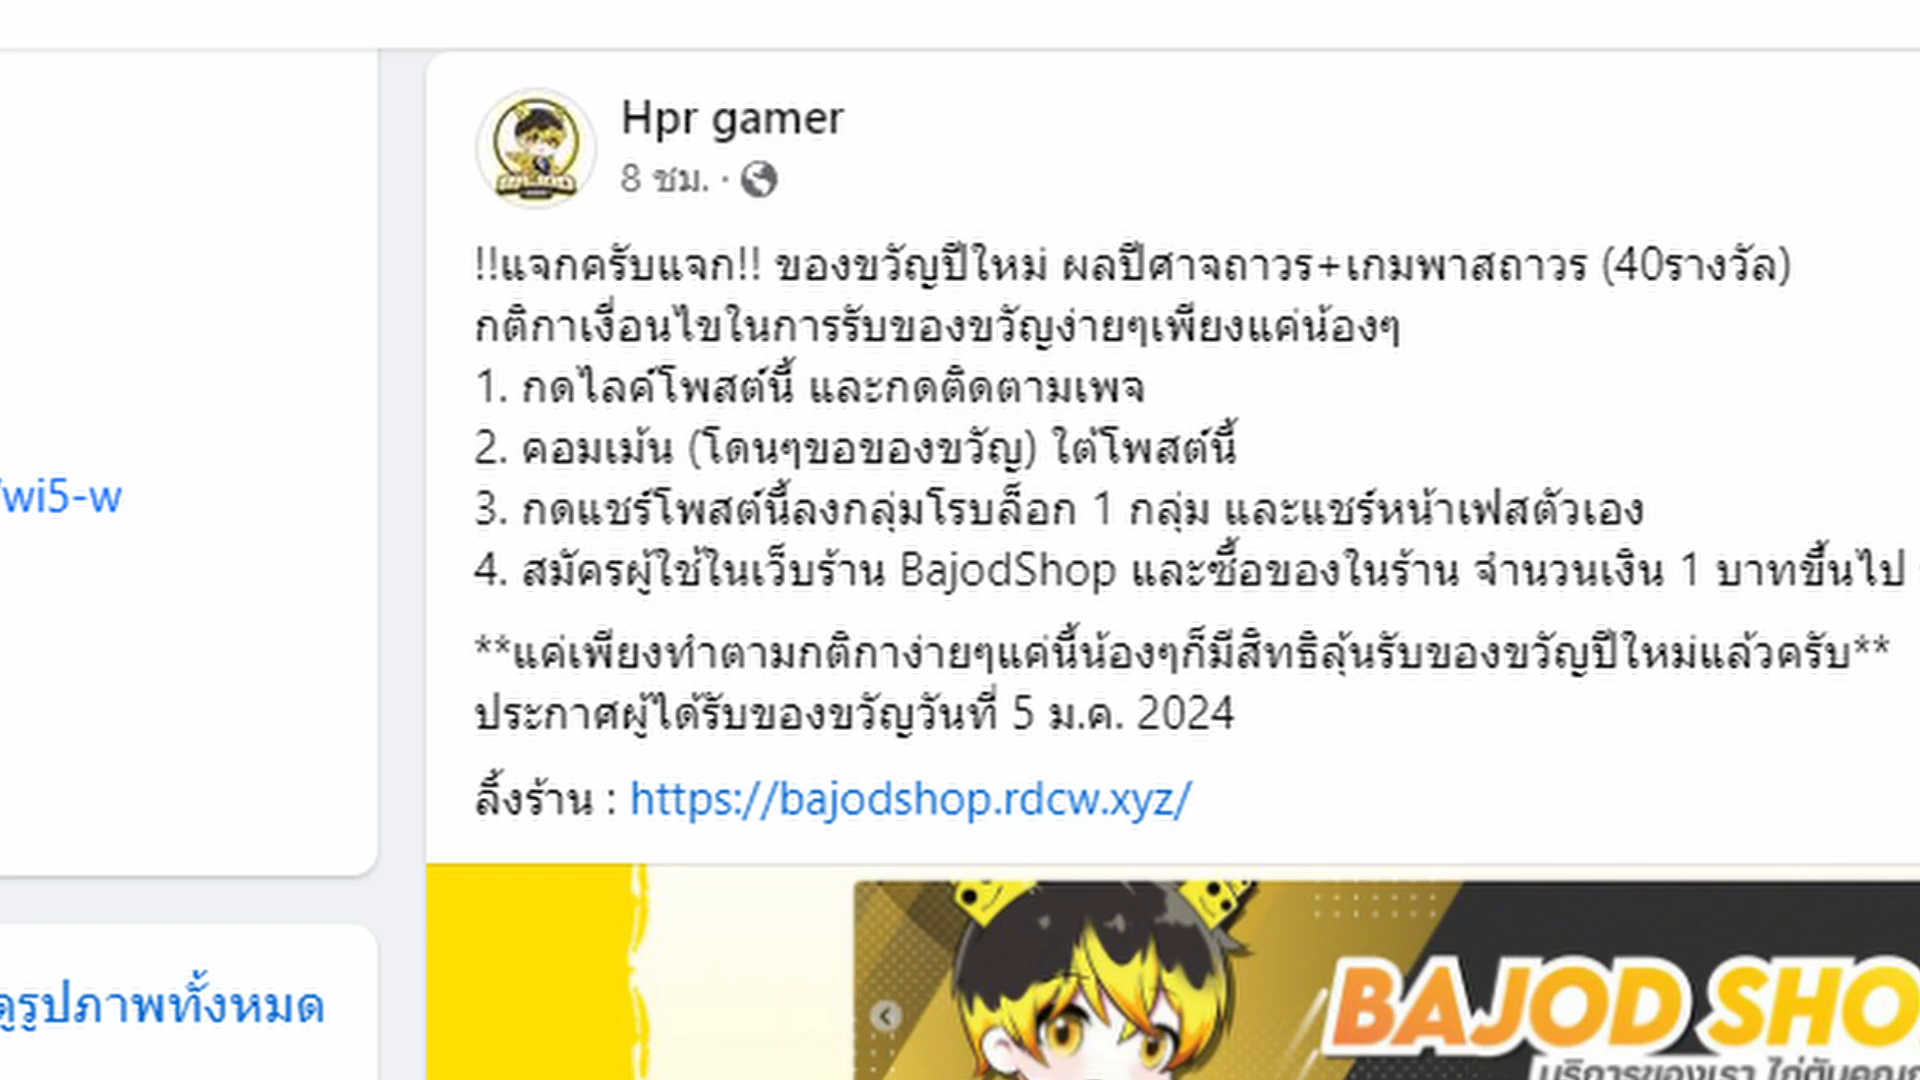 Hpr gamer
8 ชม. ·
!!แจกครับแจก!! ของขวัญปีใหม่ ผลปีศาจถาวร+เกมพาสถาวร (40รางวัล)
กติกาเงื่อนไขในการรับของขวัญง่ายๆเพียงแค่น้องๆ
1. กดไลค์โพสต์นี้ และกดติดตามเพจ
2. คอมเม้น (โดนๆขอของขวัญ) ใต้โพสต์นี้
3. กดแชร์โพสต์นี้ลงกลุ่มโรบล็อก 1 กลุ่ม และแชร์หน้าเฟสตัวเอง
4. สมัครผู้ใช้ในเว็บร้าน BajodShop และซื้อของในร้าน จำนวนเงิน 1 บาทขึ้นไป
**แค่เพียงทำตามกติกาง่ายๆแค่นี้น้องๆก็มีสิทธิลุ้นรับของขวัญปีใหม่แล้วครับ**
ประกาศผู้ได้รับของขวัญวันที่ 5 ม.ค. 2024
ลิ้งร้าน : https://bajodshop.rdcw.xyz/
/wi5-w
ดูรูปภาพทั้งหมด
BAJOD SHO
บริการของเรา